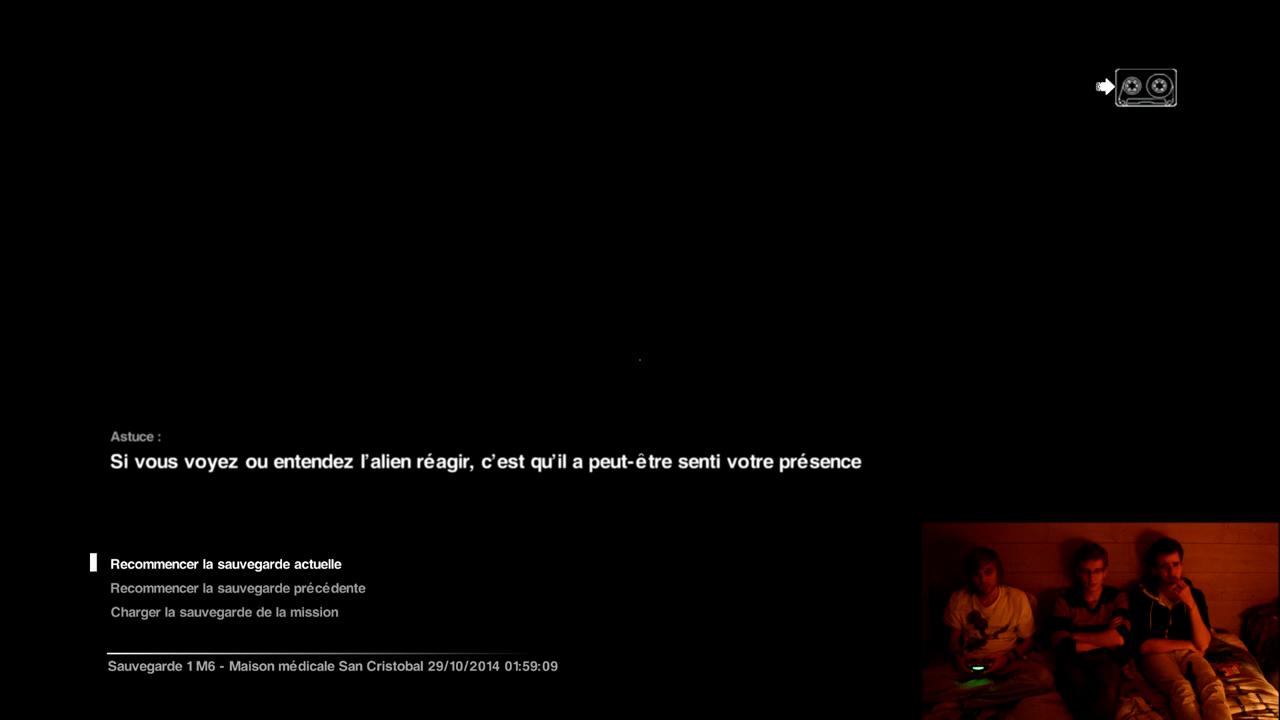 Astuce :
Si vous voyez ou entendez l’alien réagir, c’est qu’il a peut-être senti votre présence
Recommencer la sauvegarde actuelle
Recommencer la sauvegarde précédente
Charger la sauvegarde de la mission
Sauvegarde 1 M6 - Maison médicale San Cristobal 29/10/2014 01:59:09